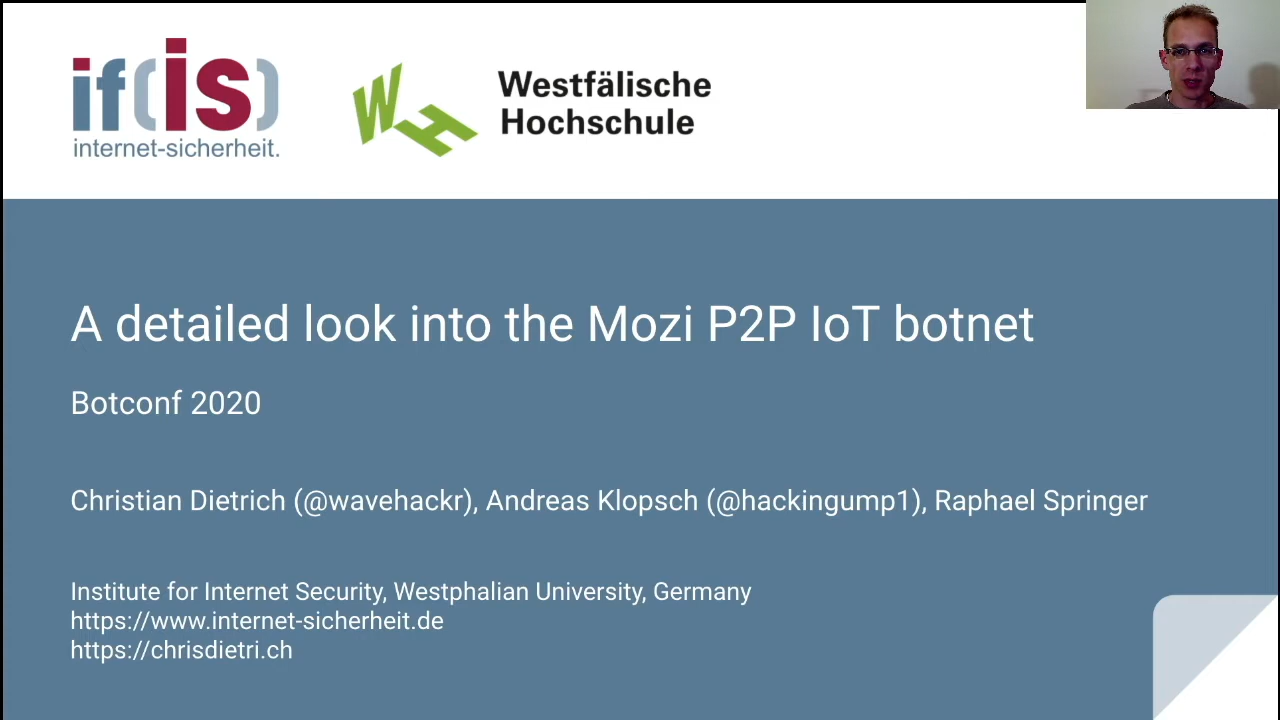 if(is)
internet-sicherheit.
WH
Westfälische
Hochschule
A detailed look into the Mozi P2P IoT botnet
Botconf 2020
Christian Dietrich (@wavehackr), Andreas Klopsch (@hackingump1), Raphael Springer
Institute for Internet Security, Westphalian University, Germany
https://www.internet-sicherheit.de
https://chrisdietri.ch